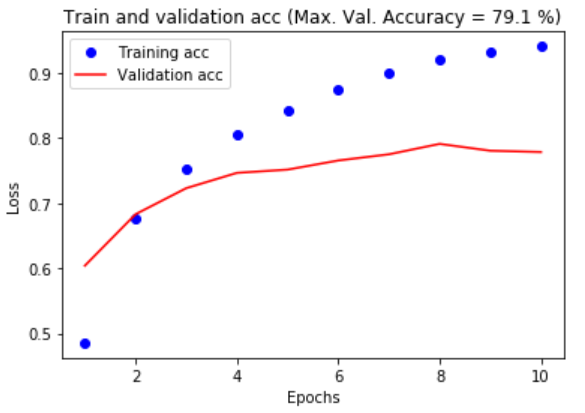 Train and validation acc (Max. Val. Accuracy = 79.1 %)
Training acc
Validation acc
0.9
0.8
0.7
0.6
0.5
Loss
2 4 6 8 10
Epochs